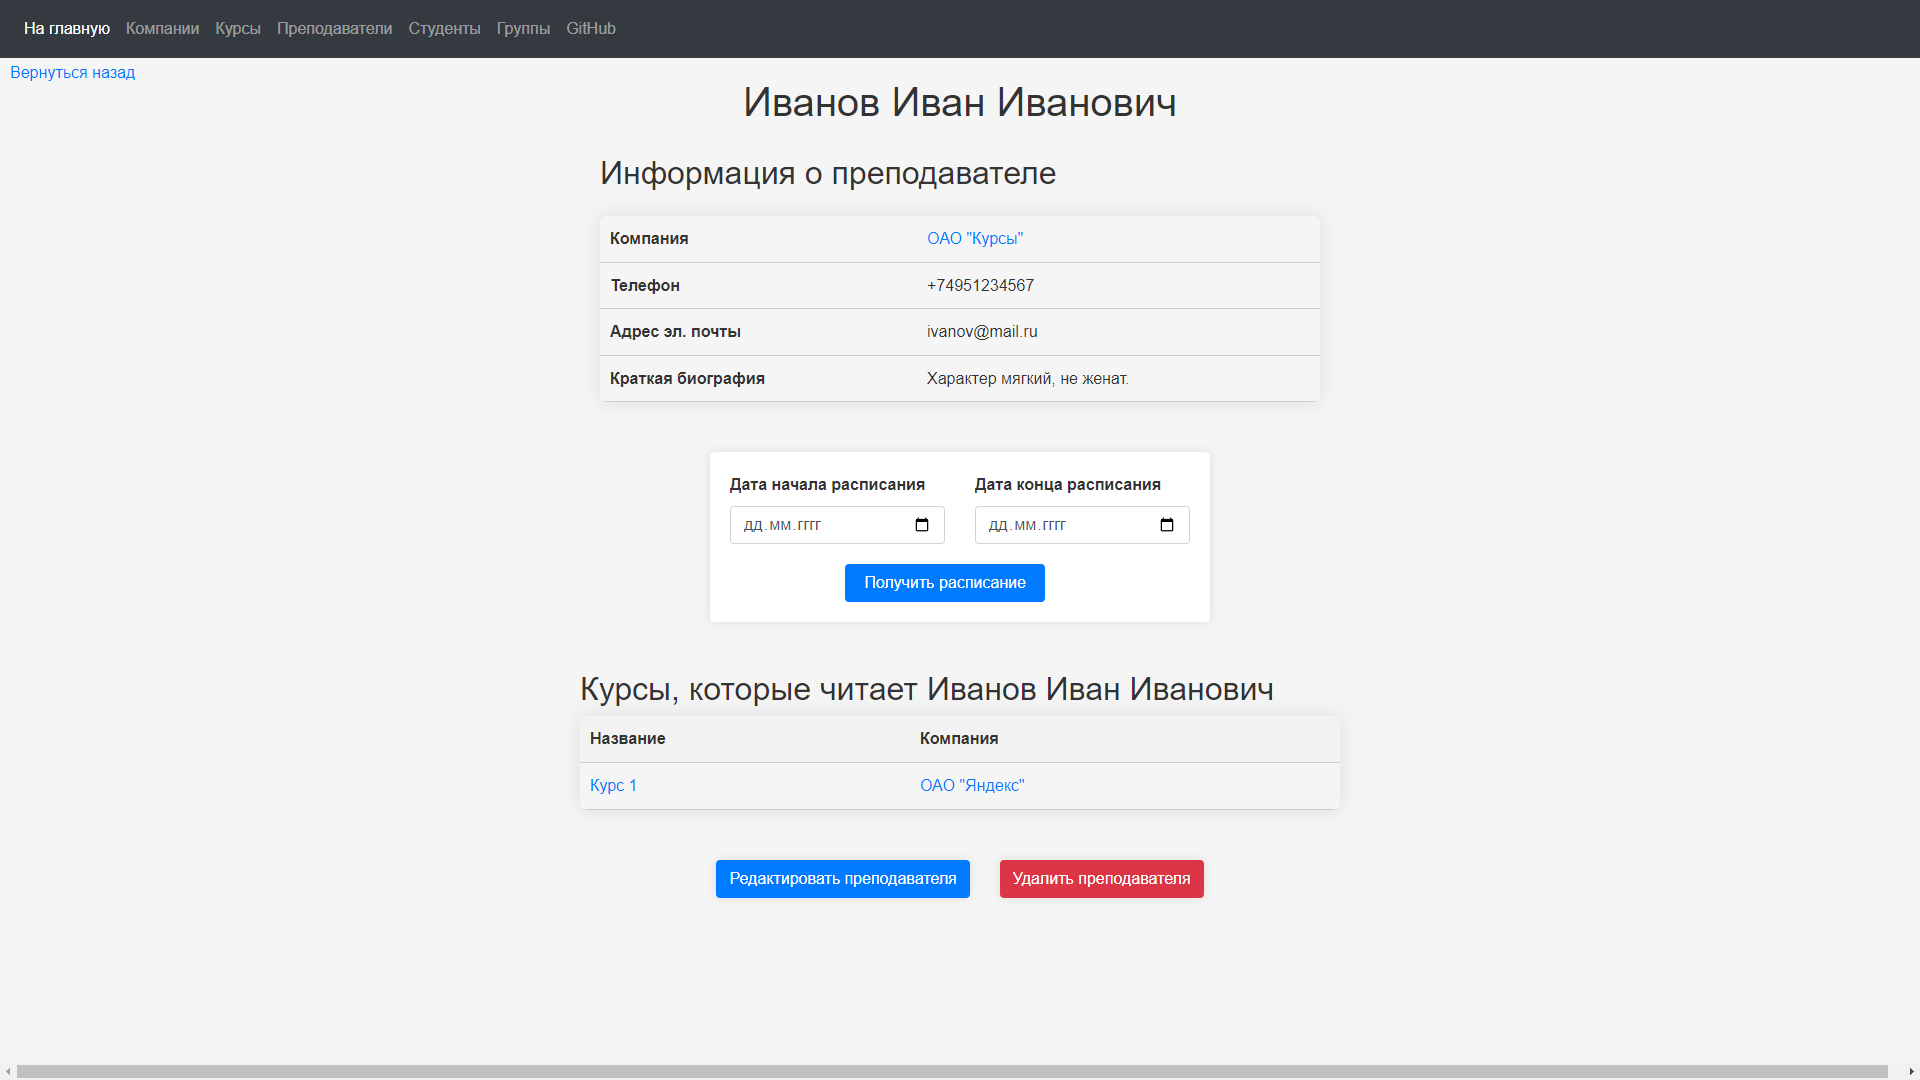 На главную Компании Курсы Преподаватели Студенты Группы GitHub
Вернуться назад
Иванов Иван Иванович
Информация о преподавателе
Компания ОАО "Курсы"
Телефон +74951234567
Адрес эл. почты ivanov@mail.ru
Краткая биография Характер мягкий, не женат.
Дата начала расписания Дата конца расписания
дд.мм.гггг дд.мм.гггг
Получить расписание
Курсы, которые читает Иванов Иван Иванович
Название Компания
Курс 1 ОАО "Яндекс"
Редактировать преподавателя Удалить преподавателя